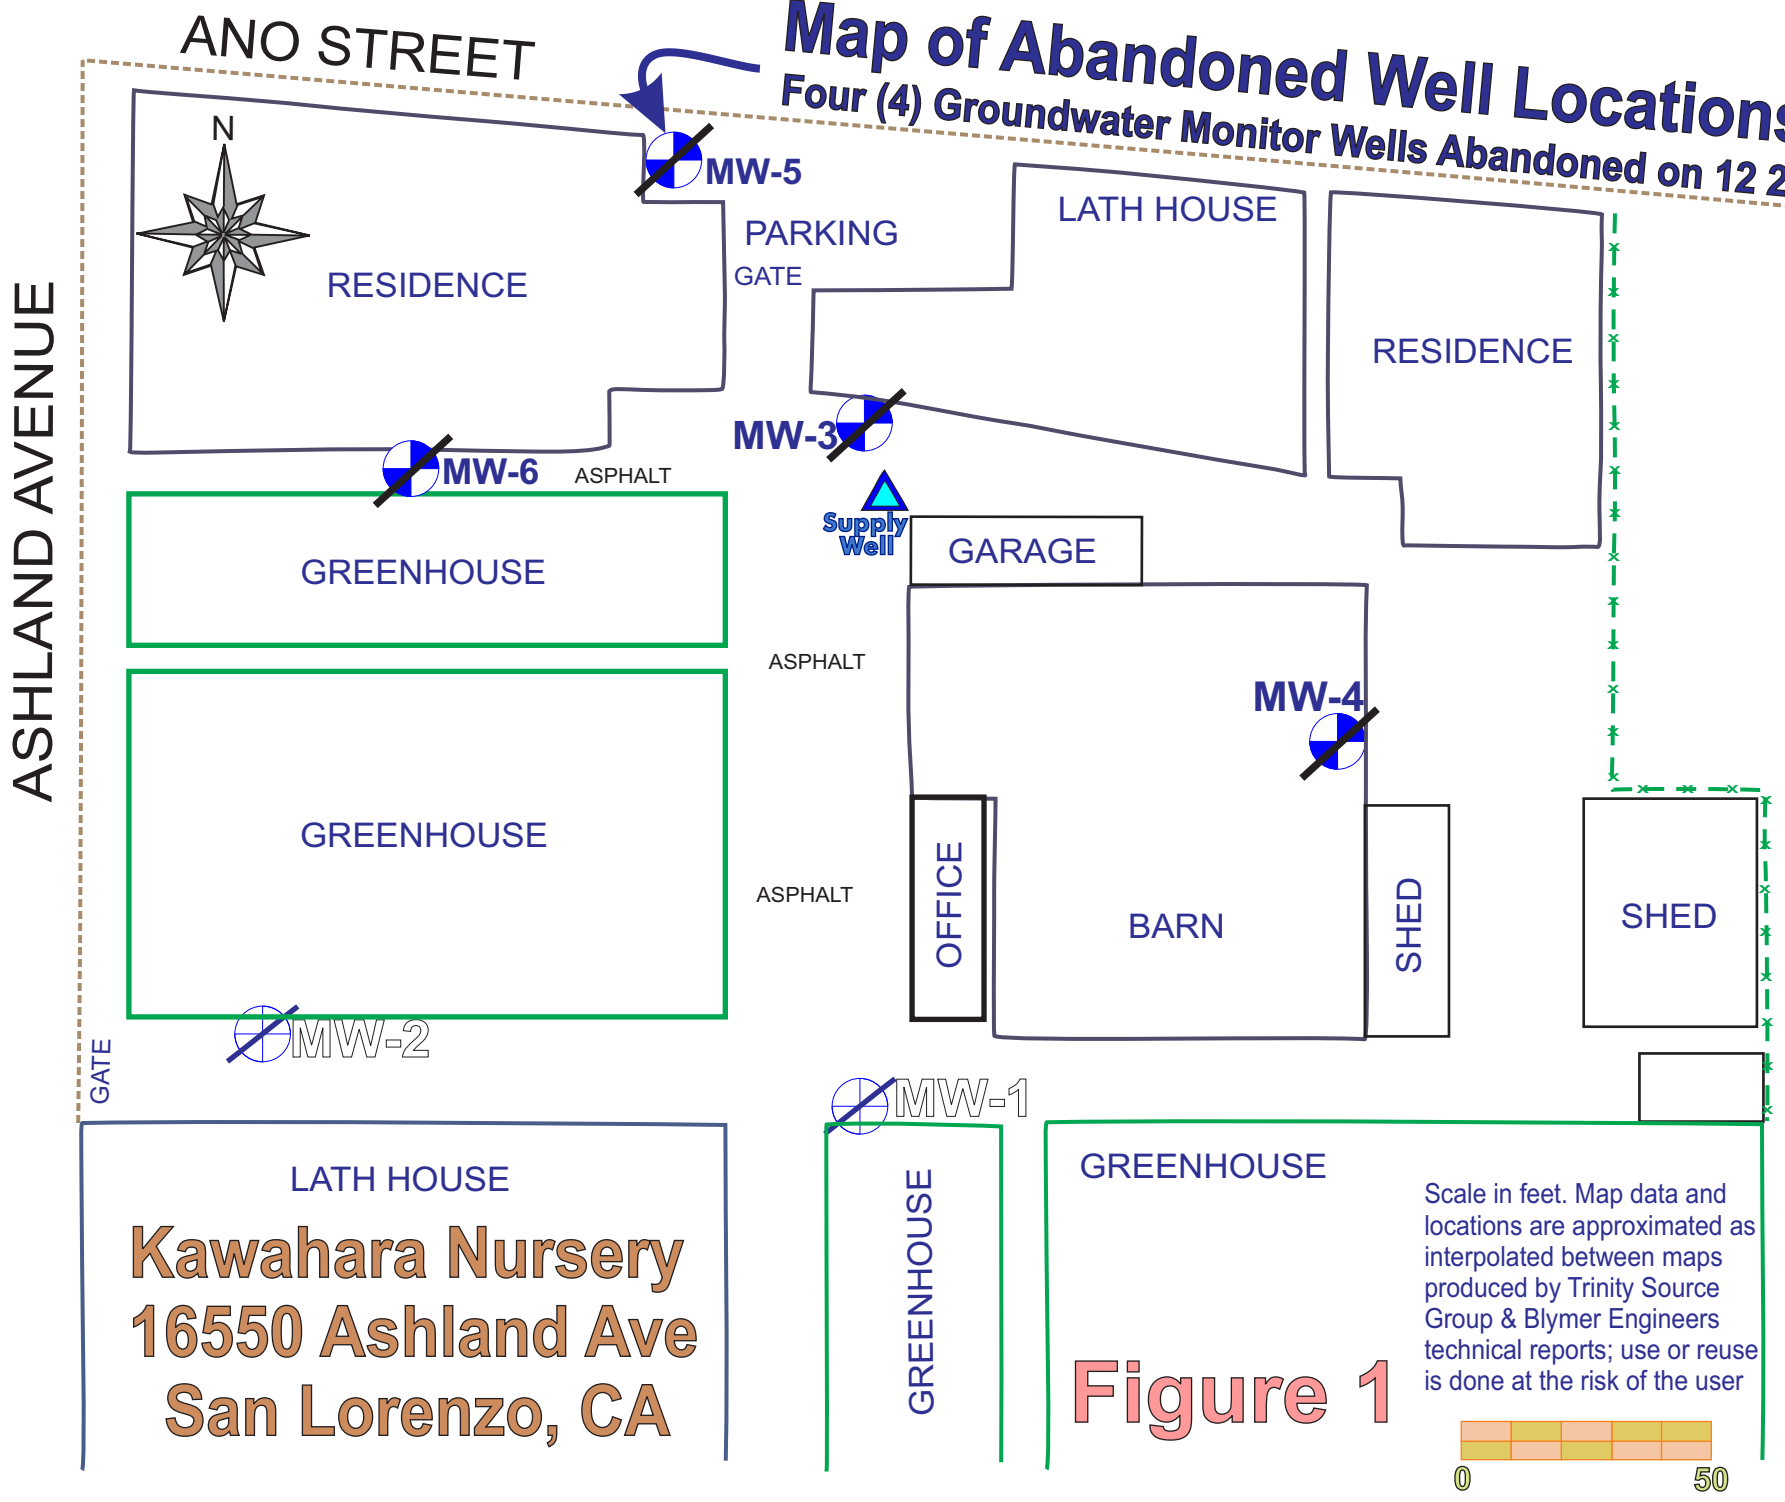 ANO STREET
Map of Abandoned Well Locations
Four (4) Groundwater Monitor Wells Abandoned on 12 2
N
MW-5
LATH HOUSE
PARKING
GATE
RESIDENCE
RESIDENCE
ASHLAND AVENUE
MW-3
MW-6
ASPHALT
Supply
Well
GARAGE
GREENHOUSE
ASPHALT
MW-4
GREENHOUSE
ASPHALT
OFFICE
BARN
SHED
SHED
MW-2
GATE
MW-1
LATH HOUSE
GREENHOUSE
GREENHOUSE
Kawahara Nursery
16550 Ashland Ave
San Lorenzo, CA
Figure 1
Scale in feet. Map data and
locations are approximated as
interpolated between maps
produced by Trinity Source
Group & Blymer Engineers
technical reports; use or reuse
is done at the risk of the user
0 50